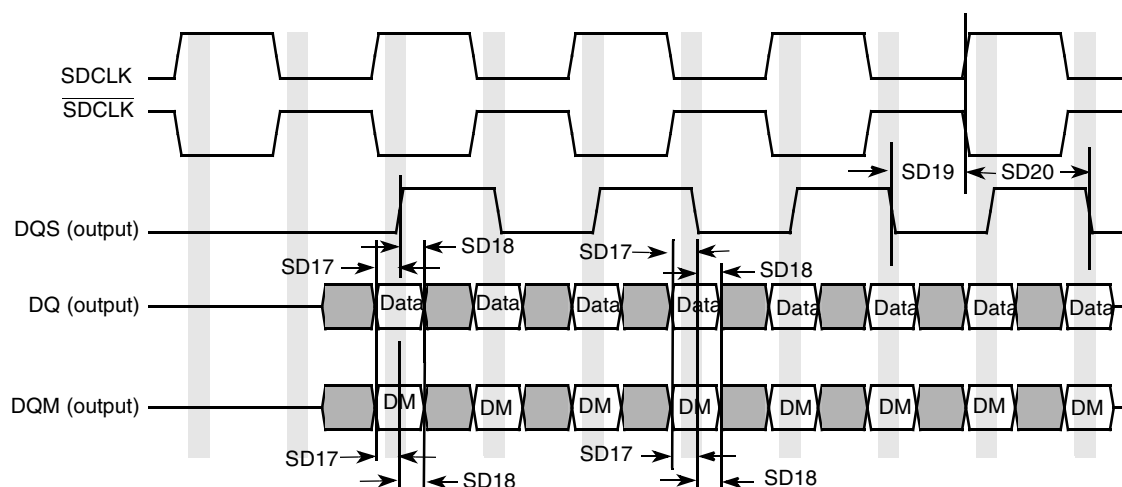 SDCLK
SDCLK
SD19 SD20
DQS (output)
SD18
SD17
SD17
SD18
DQ (output) Data Data Data Data Data Data Data Data
DQM (output) DM DM DM DM DM DM DM DM
SD17
SD18
SD17
SD18